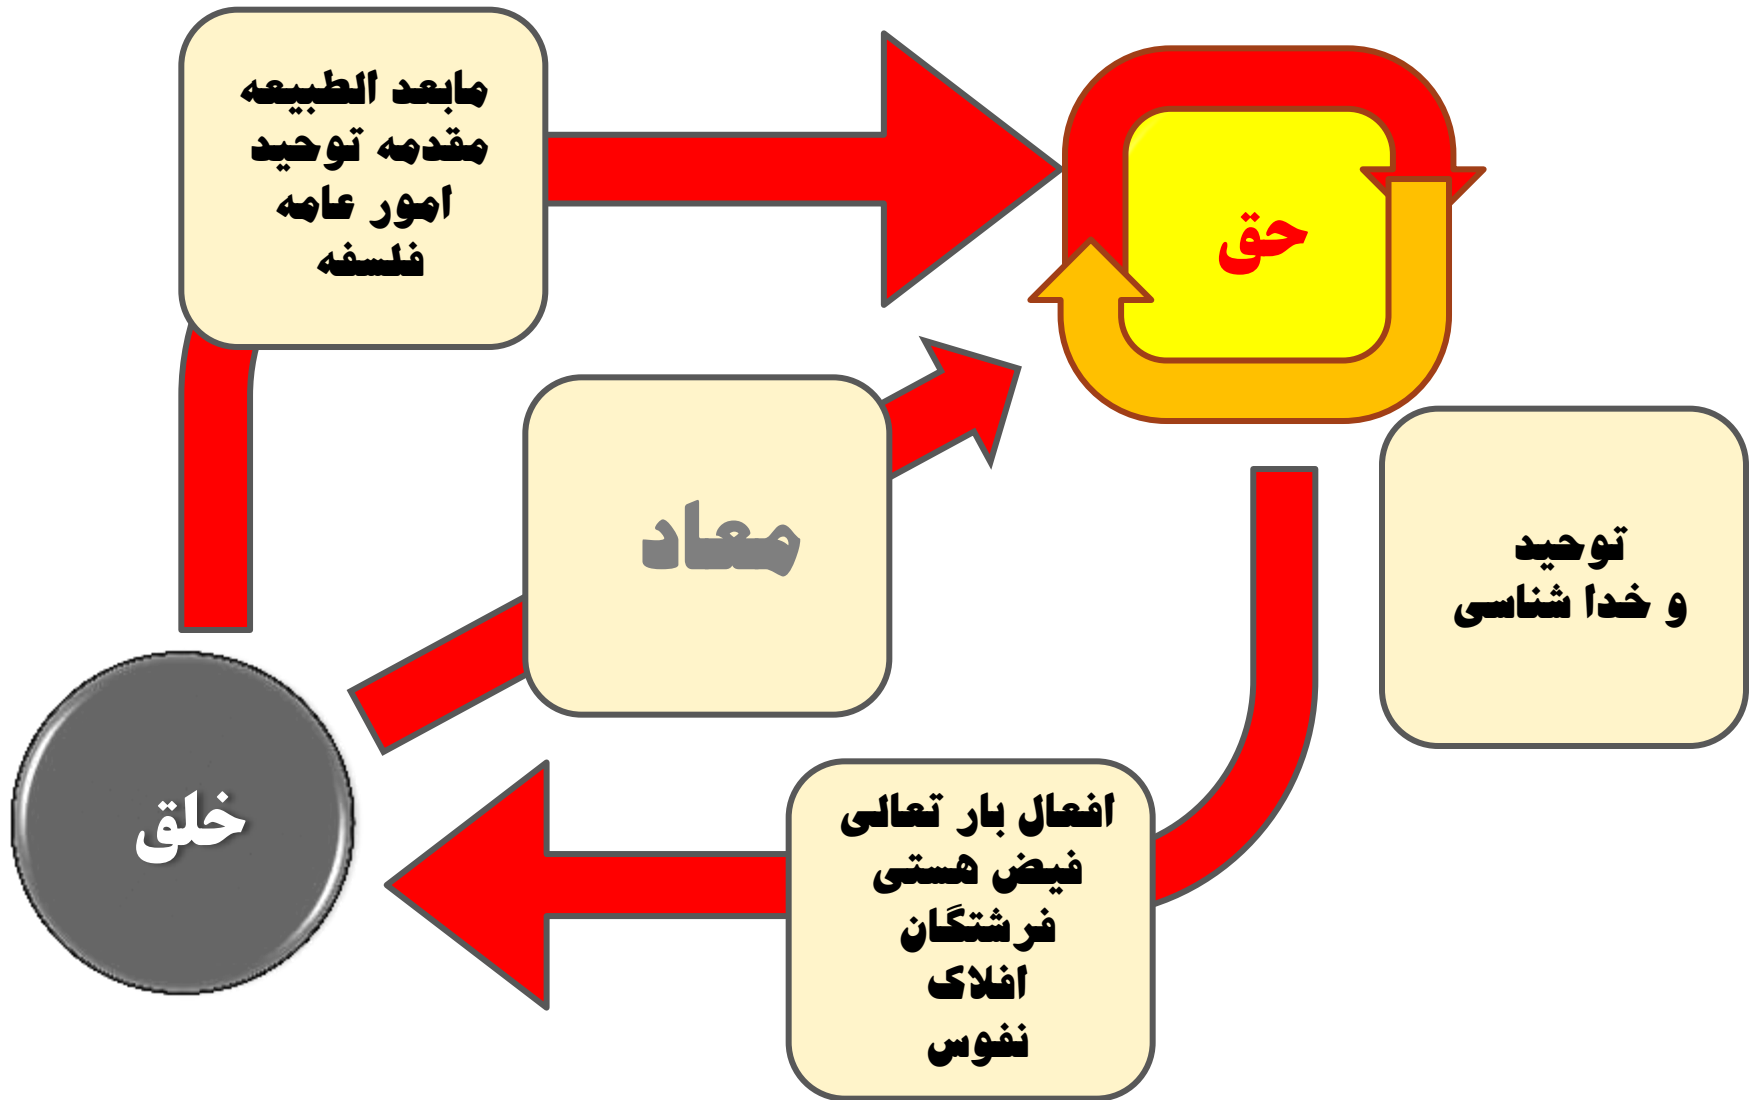 مابعد الطبیعه
مقدمه توحید
امور عامه
فلسفه
حق
معاد
توحید
و خدا شناسی
خلق
افعال بار تعالی
فیض هستی
فرشتگان
افلاک
نفوس